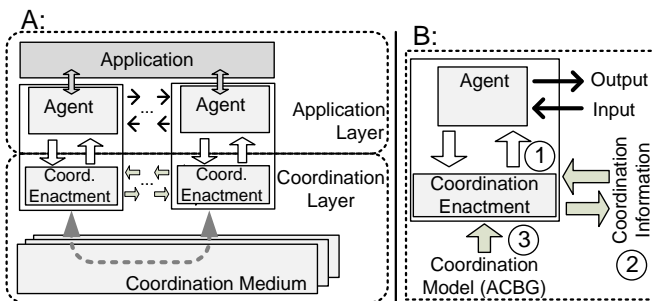 A:
Application
Agent
...
Agent
Application
Layer
Coord.
Enactment
...
Coord.
Enactment
Coordination
Layer
Coordination Medium
B:
Agent
Output
Input
1
Coordination
Enactment
Coordination
Information
2
3
Coordination
Model (ACBG)